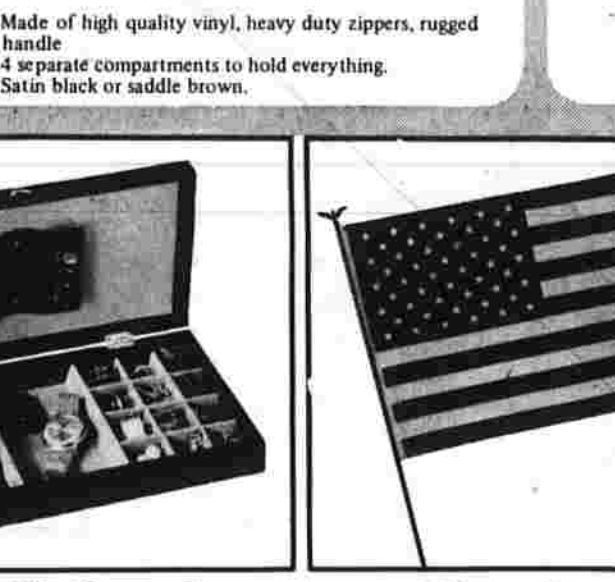 Made of high quality vinyl, heavy duty zippers, rugged
handle
4 separate compartments to hold everything.
Satin black or saddle brown.